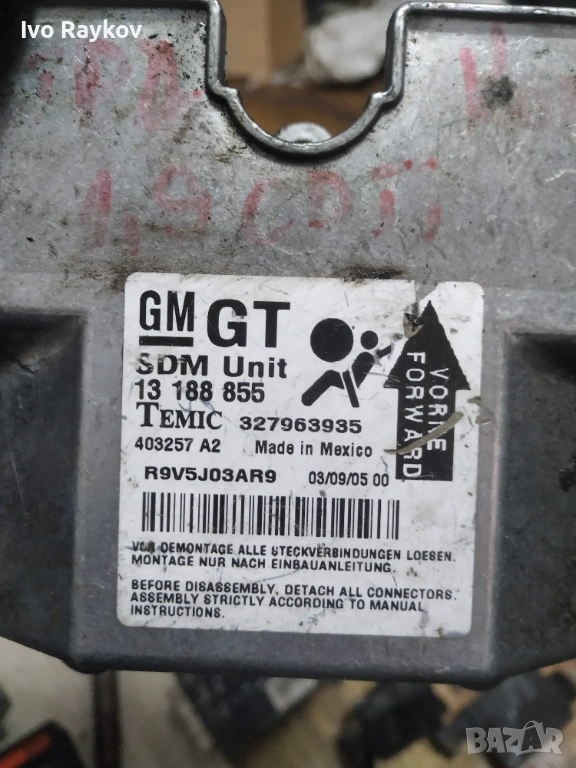 Ivo Raykov
1,9 CDTI
GM GT
SDM Unit
13 188 855
TEMIC 327963935
403257 A2 Made in Mexico
R9V5J03AR9 03/09/05 00
VORNE
FORWARD
VOR DEMONTAGE ALLE STECKVERBINDUNGEN LOESEN.
MONTAGE NUR NACH EINBAUANLEITUNG.
BEFORE DISASSEMBLY, DETACH ALL CONNECTORS.
ASSEMBLY STRICTLY ACCORDING TO MANUAL
INSTRUCTIONS.
BAZAR